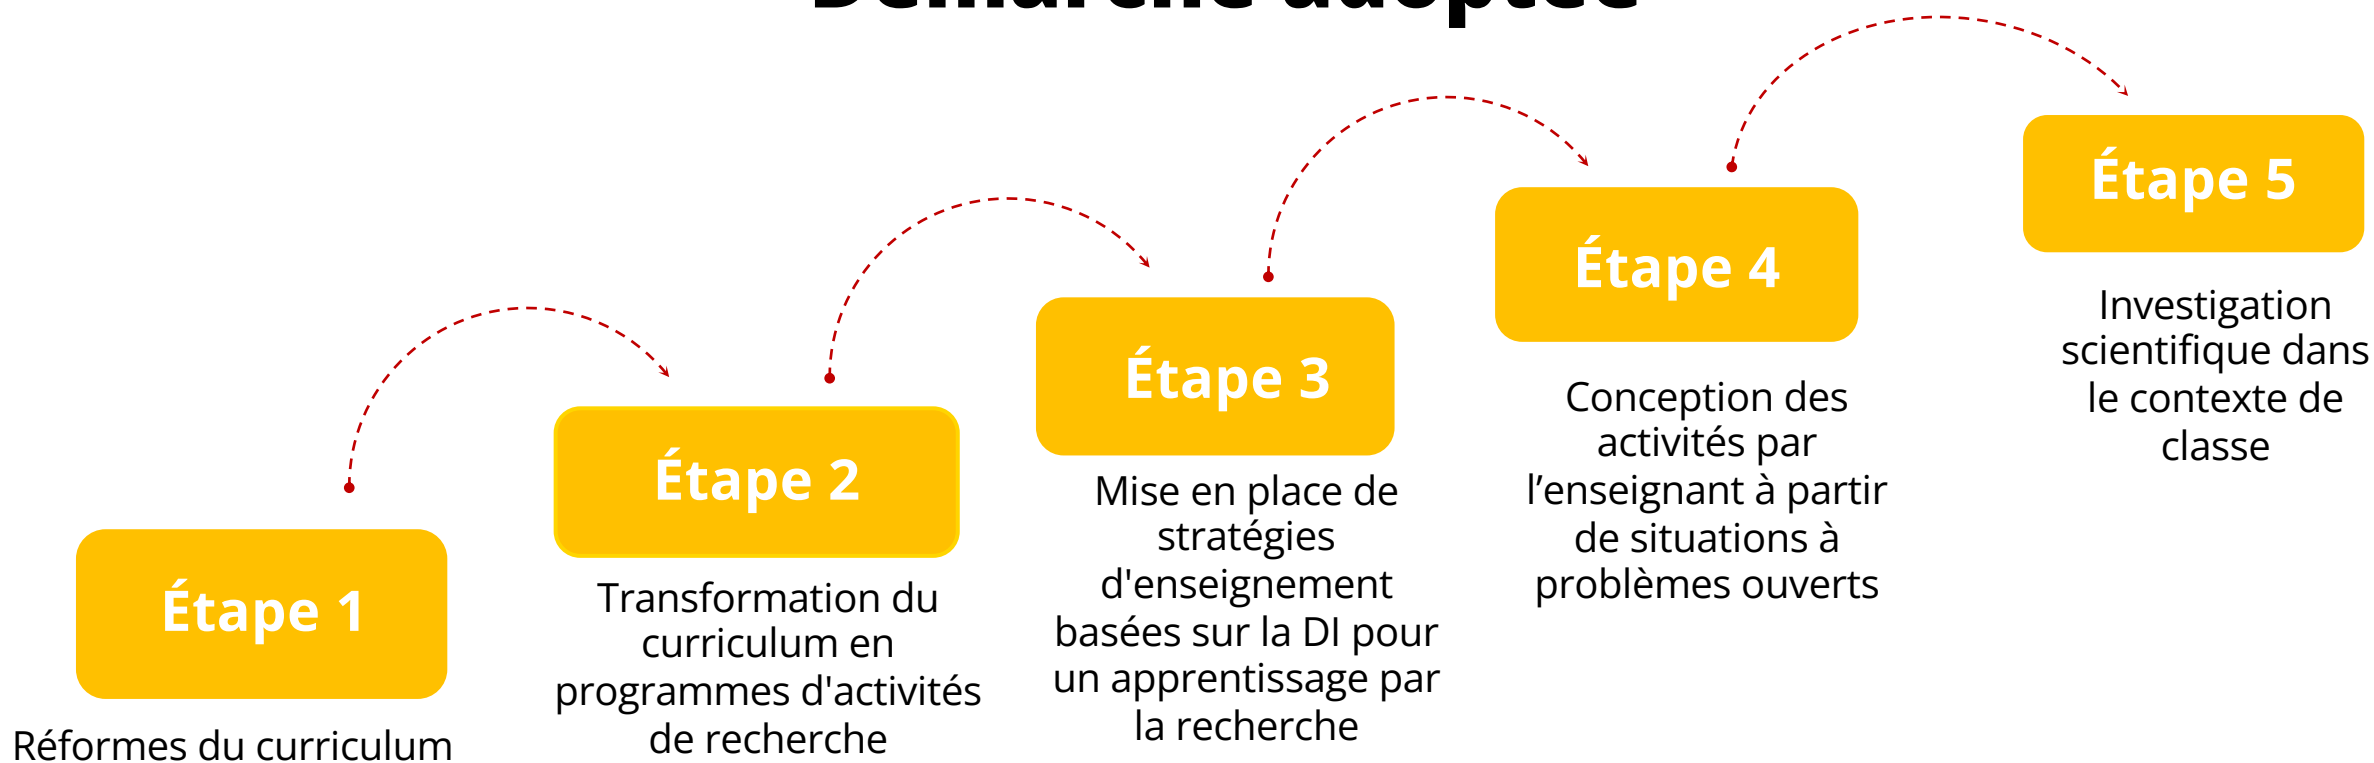 Démarche adoptée
Étape 1
Réformes du curriculum
Étape 2
Transformation du
curriculum en
programmes d'activités
de recherche
Étape 3
Mise en place de
stratégies
d'enseignement
basées sur la DI pour
un apprentissage par
la recherche
Étape 4
Conception des
activités par
l’enseignant à partir
de situations à
problèmes ouverts
Étape 5
Investigation
scientifique dans
le contexte de
classe